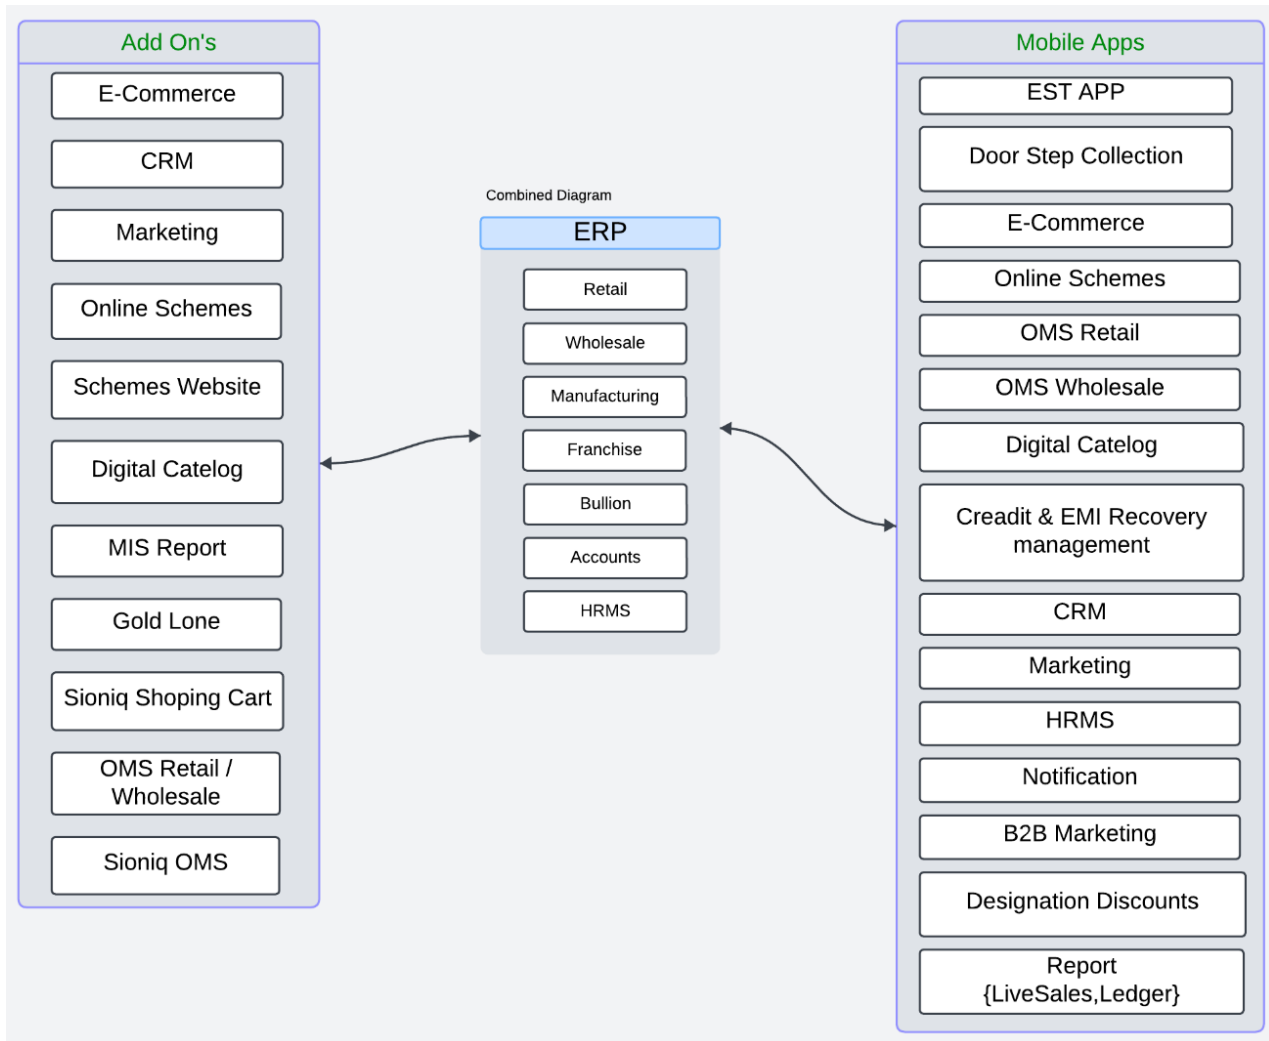 Add On's
E-Commerce
CRM
Marketing
Online Schemes
Schemes Website
Digital Catelog
MIS Report
Gold Lone
Sioniq Shoping Cart
OMS Retail /
Wholesale
Sioniq OMS
Combined Diagram
ERP
Retail
Wholesale
Manufacturing
Franchise
Bullion
Accounts
HRMS
Mobile Apps
EST APP
Door Step Collection
E-Commerce
Online Schemes
OMS Retail
OMS Wholesale
Digital Catelog
Creadit & EMI Recovery
management
CRM
Marketing
HRMS
Notification
B2B Marketing
Designation Discounts
Report
{LiveSales,Ledger}